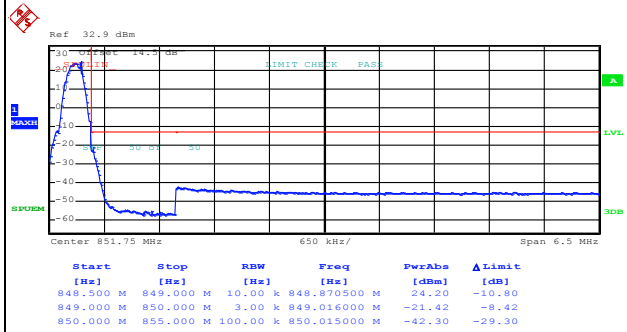 Ref 32.9 dBm
Offset 14.5 dB
LIMIT CHECK PASS
30
20
10
0
-10
-20
SWP 50 Of 50
-30
-40
-50
-60
1
MAXH
SPUEM
A
LVL
3DB
Center 851.75 MHz 650 kHz/ Span 6.5 MHz
Start Stop RBW Freq PwrAbs ΔLimit
[Hz] [Hz] [Hz] [Hz] [dBm] [dB]
848.500 M 849.000 M 10.00 k 848.870500 M 24.20 -10.80
849.000 M 850.000 M 3.00 k 849.016000 M -21.42 -8.42
850.000 M 855.000 M 100.00 k 850.015000 M -42.30 -29.30